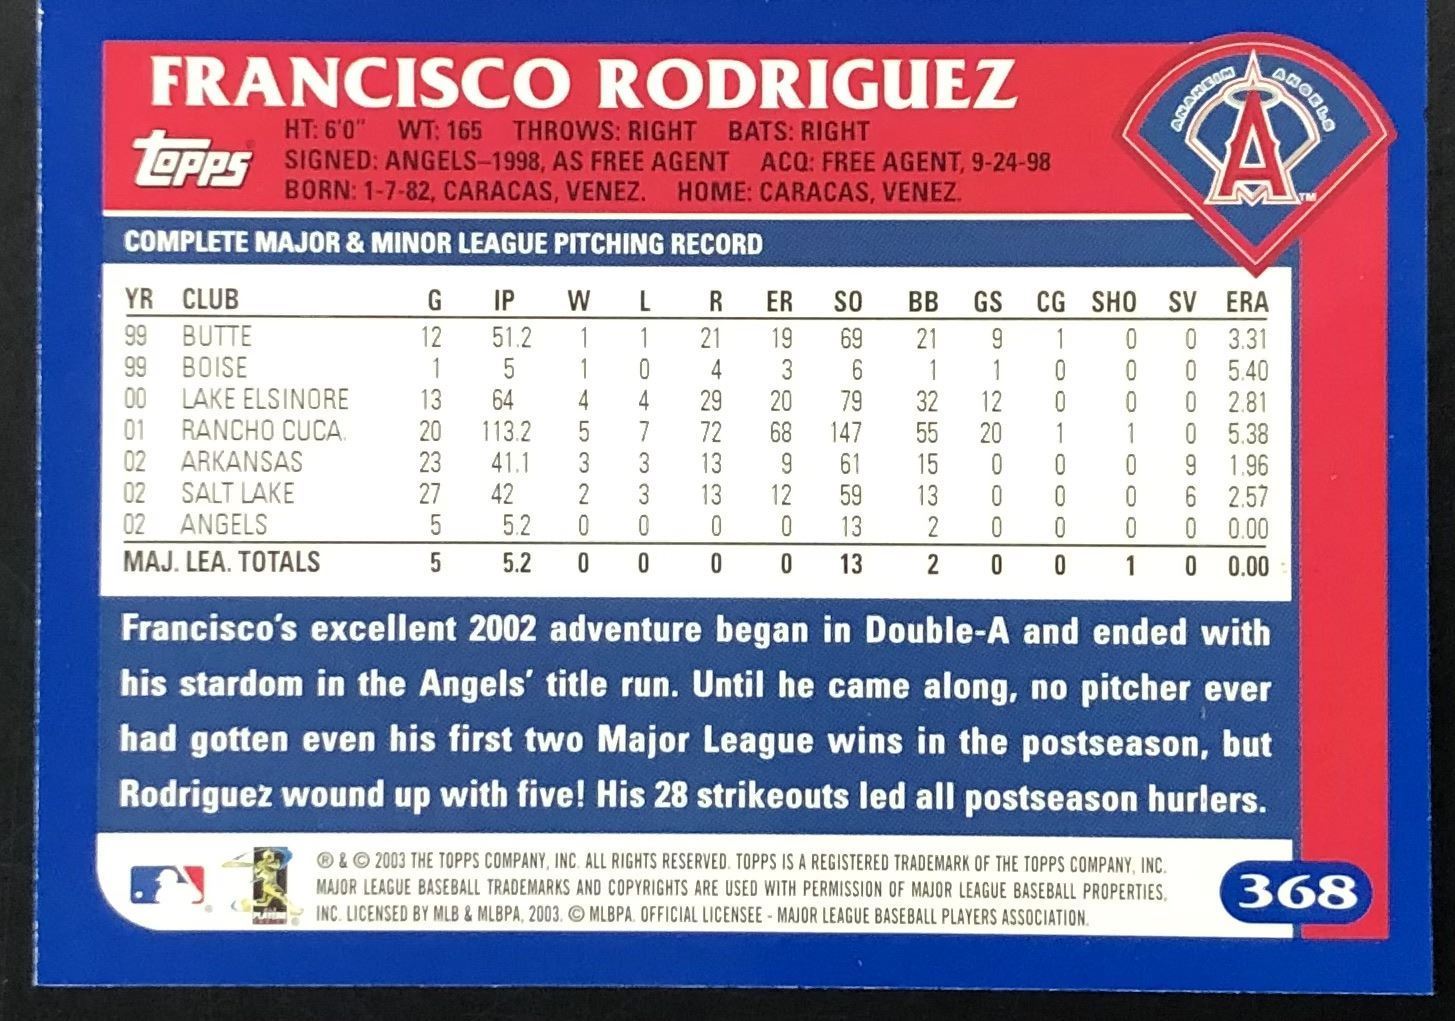 FRANCISCO RODRIGUEZ
ANAHEIM ANGELS
A
TM
Topps
HT: 6'0" WT: 165 THROWS: RIGHT BATS: RIGHT
SIGNED: ANGELS–1998, AS FREE AGENT ACQ: FREE AGENT, 9-24-98
BORN: 1-7-82, CARACAS, VENEZ. HOME: CARACAS, VENEZ.
COMPLETE MAJOR & MINOR LEAGUE PITCHING RECORD
YR CLUB G IP W L R ER SO BB GS CG SHO SV ERA
99 BUTTE 12 51.2 1 1 21 19 69 21 9 1 0 0 3.31
99 BOISE 1 5 1 0 4 3 6 1 1 0 0 0 5.40
00 LAKE ELSINORE 13 64 4 4 29 20 79 32 12 0 0 0 2.81
01 RANCHO CUCA. 20 113.2 5 7 72 68 147 55 20 1 1 0 5.38
02 ARKANSAS 23 41.1 3 3 13 9 61 15 0 0 0 9 1.96
02 SALT LAKE 27 42 2 3 13 12 59 13 0 0 0 6 2.57
02 ANGELS 5 5.2 0 0 0 0 13 2 0 0 0 0 0.00
MAJ. LEA. TOTALS 5 5.2 0 0 0 0 13 2 0 0 1 0 0.00
Francisco's excellent 2002 adventure began in Double-A and ended with
his stardom in the Angels' title run. Until he came along, no pitcher ever
had gotten even his first two Major League wins in the postseason, but
Rodriguez wound up with five! His 28 strikeouts led all postseason hurlers.
® & © 2003 THE TOPPS COMPANY, INC. ALL RIGHTS RESERVED. TOPPS IS A REGISTERED TRADEMARK OF THE TOPPS COMPANY, INC.
MAJOR LEAGUE BASEBALL TRADEMARKS AND COPYRIGHTS ARE USED WITH PERMISSION OF MAJOR LEAGUE BASEBALL PROPERTIES,
INC. LICENSED BY MLB & MLBPA, 2003. © MLBPA. OFFICIAL LICENSEE - MAJOR LEAGUE BASEBALL PLAYERS ASSOCIATION.
PLAYERS
368